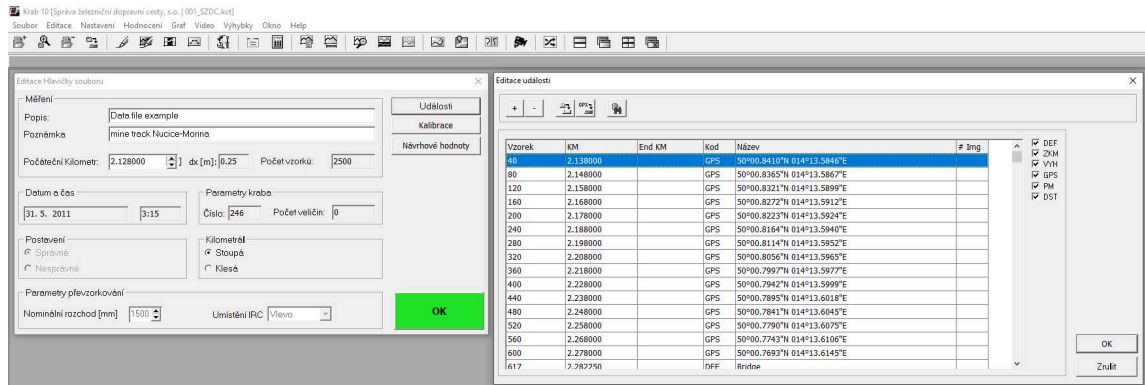 Krab 10 [Správa železniční dopravní cesty, s.o. | 001_SZDC.kct]
Soubor Editace Nastavení Hodnocení Graf Video Výhybky Okno Help
Editace Hlavičky souboru
Měření
Popis: Data file example
Poznámka mine track Nucice-Morina
Počáteční Kilometr: 2.128000 ] dx [m]: 0.25 Počet vzorků: 2500
Datum a čas
31. 5. 2011 3:15
Parametry kraba
Číslo: 246 Počet veličin: 0
Postavení
Správné
Nesprávné
Kilometráž
Stoupá
Klesá
Parametry převzorkování
Nominální rozchod [mm] 1500 Umístění IRC Vlevo
Události
Kalibrace
Návrhové hodnoty
OK
Editace událostí
+ -
GPX
Vzorek KM End KM Kod Název # Img
40 2.138000 GPS 50°00.8410"N 014°13.5846"E
80 2.148000 GPS 50°00.8365"N 014°13.5867"E
120 2.158000 GPS 50°00.8321"N 014°13.5899"E
160 2.168000 GPS 50°00.8272"N 014°13.5912"E
200 2.178000 GPS 50°00.8223"N 014°13.5924"E
240 2.188000 GPS 50°00.8164"N 014°13.5940"E
280 2.198000 GPS 50°00.8114"N 014°13.5952"E
320 2.208000 GPS 50°00.8056"N 014°13.5965"E
360 2.218000 GPS 50°00.7997"N 014°13.5977"E
400 2.228000 GPS 50°00.7942"N 014°13.5999"E
440 2.238000 GPS 50°00.7895"N 014°13.6018"E
480 2.248000 GPS 50°00.7841"N 014°13.6045"E
520 2.258000 GPS 50°00.7790"N 014°13.6075"E
560 2.268000 GPS 50°00.7743"N 014°13.6106"E
600 2.278000 GPS 50°00.7693"N 014°13.6145"E
617 2.282250 DEF Bridge
DEF
ZKM
VYH
GPS
PM
DST
OK
Zrušit